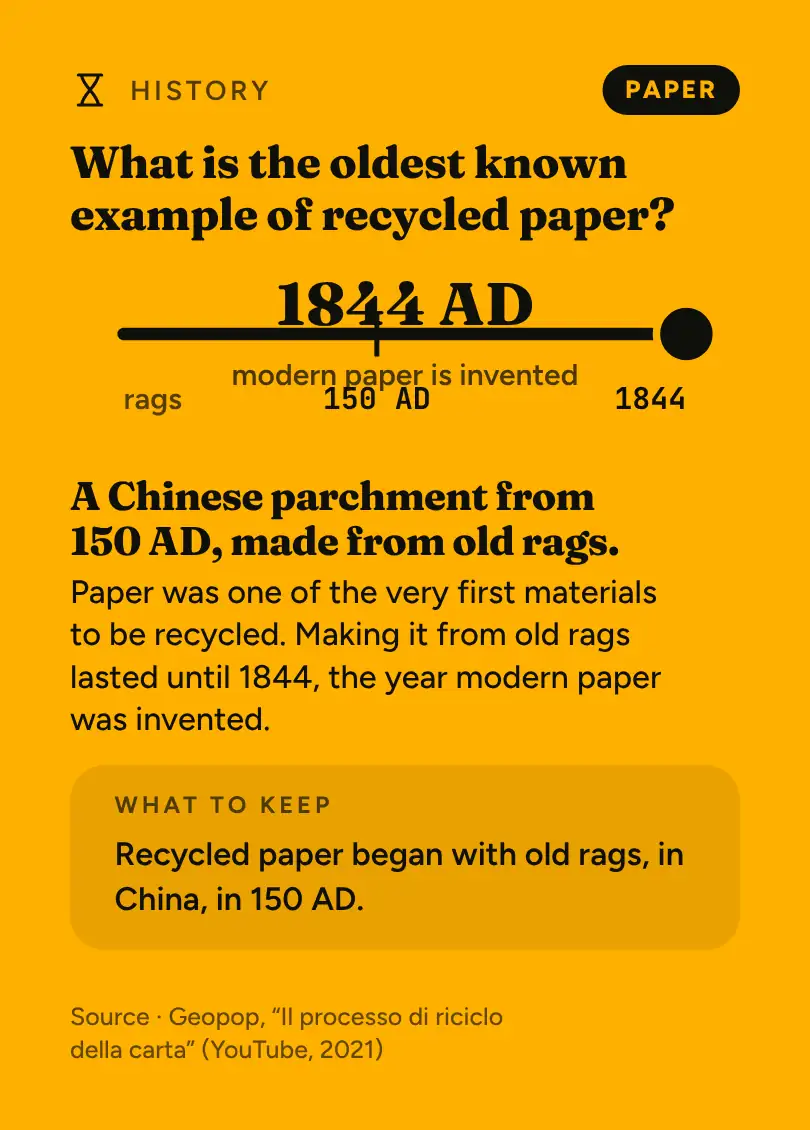 HISTORY
PAPER
What is the oldest known
example of recycled paper?
1844 AD
modern paper is invented
rags
150 AD
1844
A Chinese parchment from
150 AD, made from old rags.
Paper was one of the very first materials
to be recycled. Making it from old rags
lasted until 1844, the year modern paper
was invented.
WHAT TO KEEP
Recycled paper began with old rags, in
China, in 150 AD.
Source · Geopop, “Il processo di riciclo
della carta” (YouTube, 2021)